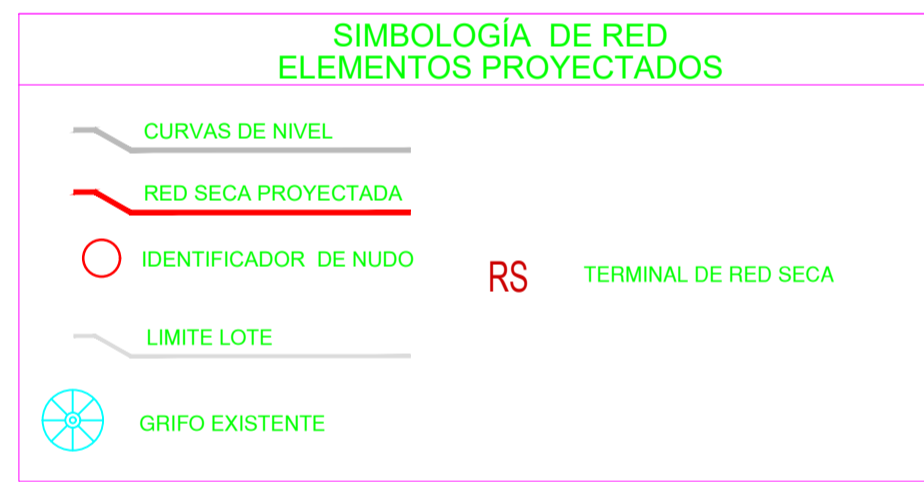 SIMBOLOGÍA DE RED
ELEMENTOS PROYECTADOS
CURVAS DE NIVEL
RED SECA PROYECTADA
IDENTIFICADOR DE NUDO
LIMITE LOTE
GRIFO EXISTENTE
RS TERMINAL DE RED SECA